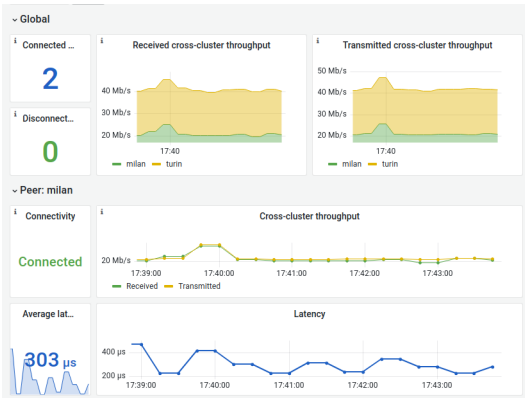 Global
i
Connected ...
2
i
Disconnect...
0
i
Received cross-cluster throughput
40 Mb/s
30 Mb/s
20 Mb/s
17:40
milan turin
i
Transmitted cross-cluster throughput
50 Mb/s
40 Mb/s
30 Mb/s
20 Mb/s
17:40
milan turin
Peer: milan
i
Connectivity
Connected
i
Cross-cluster throughput
20 Mb/s
17:39:00 17:40:00 17:41:00 17:42:00 17:43:00
Received Transmitted
Average lat...
303 µs
Latency
400 µs
200 µs
17:39:00 17:40:00 17:41:00 17:42:00 17:43:00